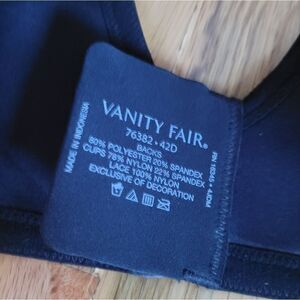 VANITY FAIR®
76382 • 42D
BACKS
80% POLYESTER 20% SPANDEX
CUPS 78% NYLON 22% SPANDEX
LACE 100% NYLON
EXCLUSIVE OF DECORATION
MADE IN INDONESIA